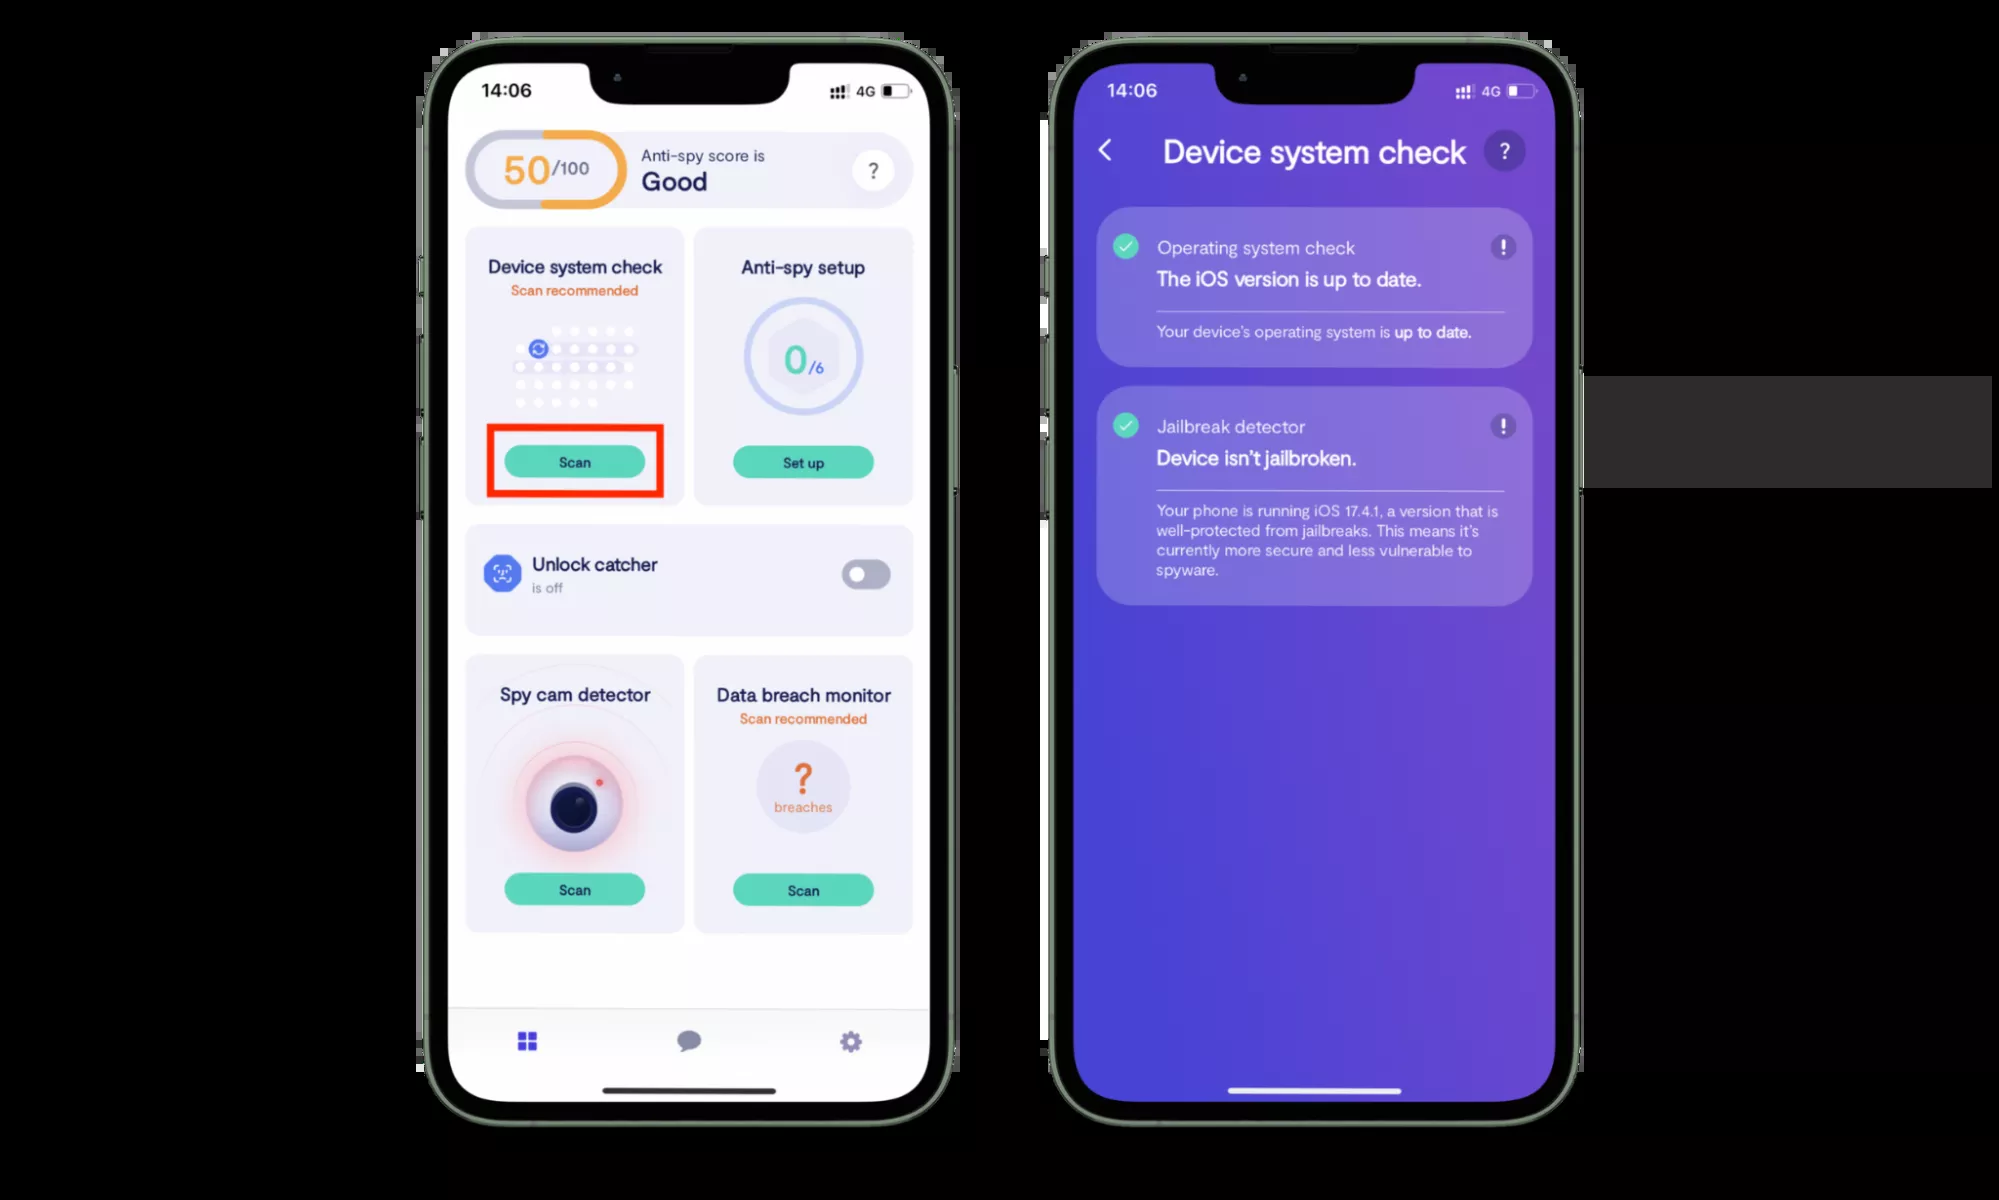 14:06
4G
50/100
Anti-spy score is
Good
?
Device system check
Scan recommended
Scan
Anti-spy setup
0/6
Set up
Unlock catcher
is off
Spy cam detector
Scan
Data breach monitor
Scan recommended
?
breaches
Scan
14:06
4G
Device system check
?
Operating system check
!
The iOS version is up to date.
Your device's operating system is up to date.
Jailbreak detector
!
Device isn't jailbroken.
Your phone is running iOS 17.4.1, a version that is
well-protected from jailbreaks. This means it's
currently more secure and less vulnerable to
spyware.